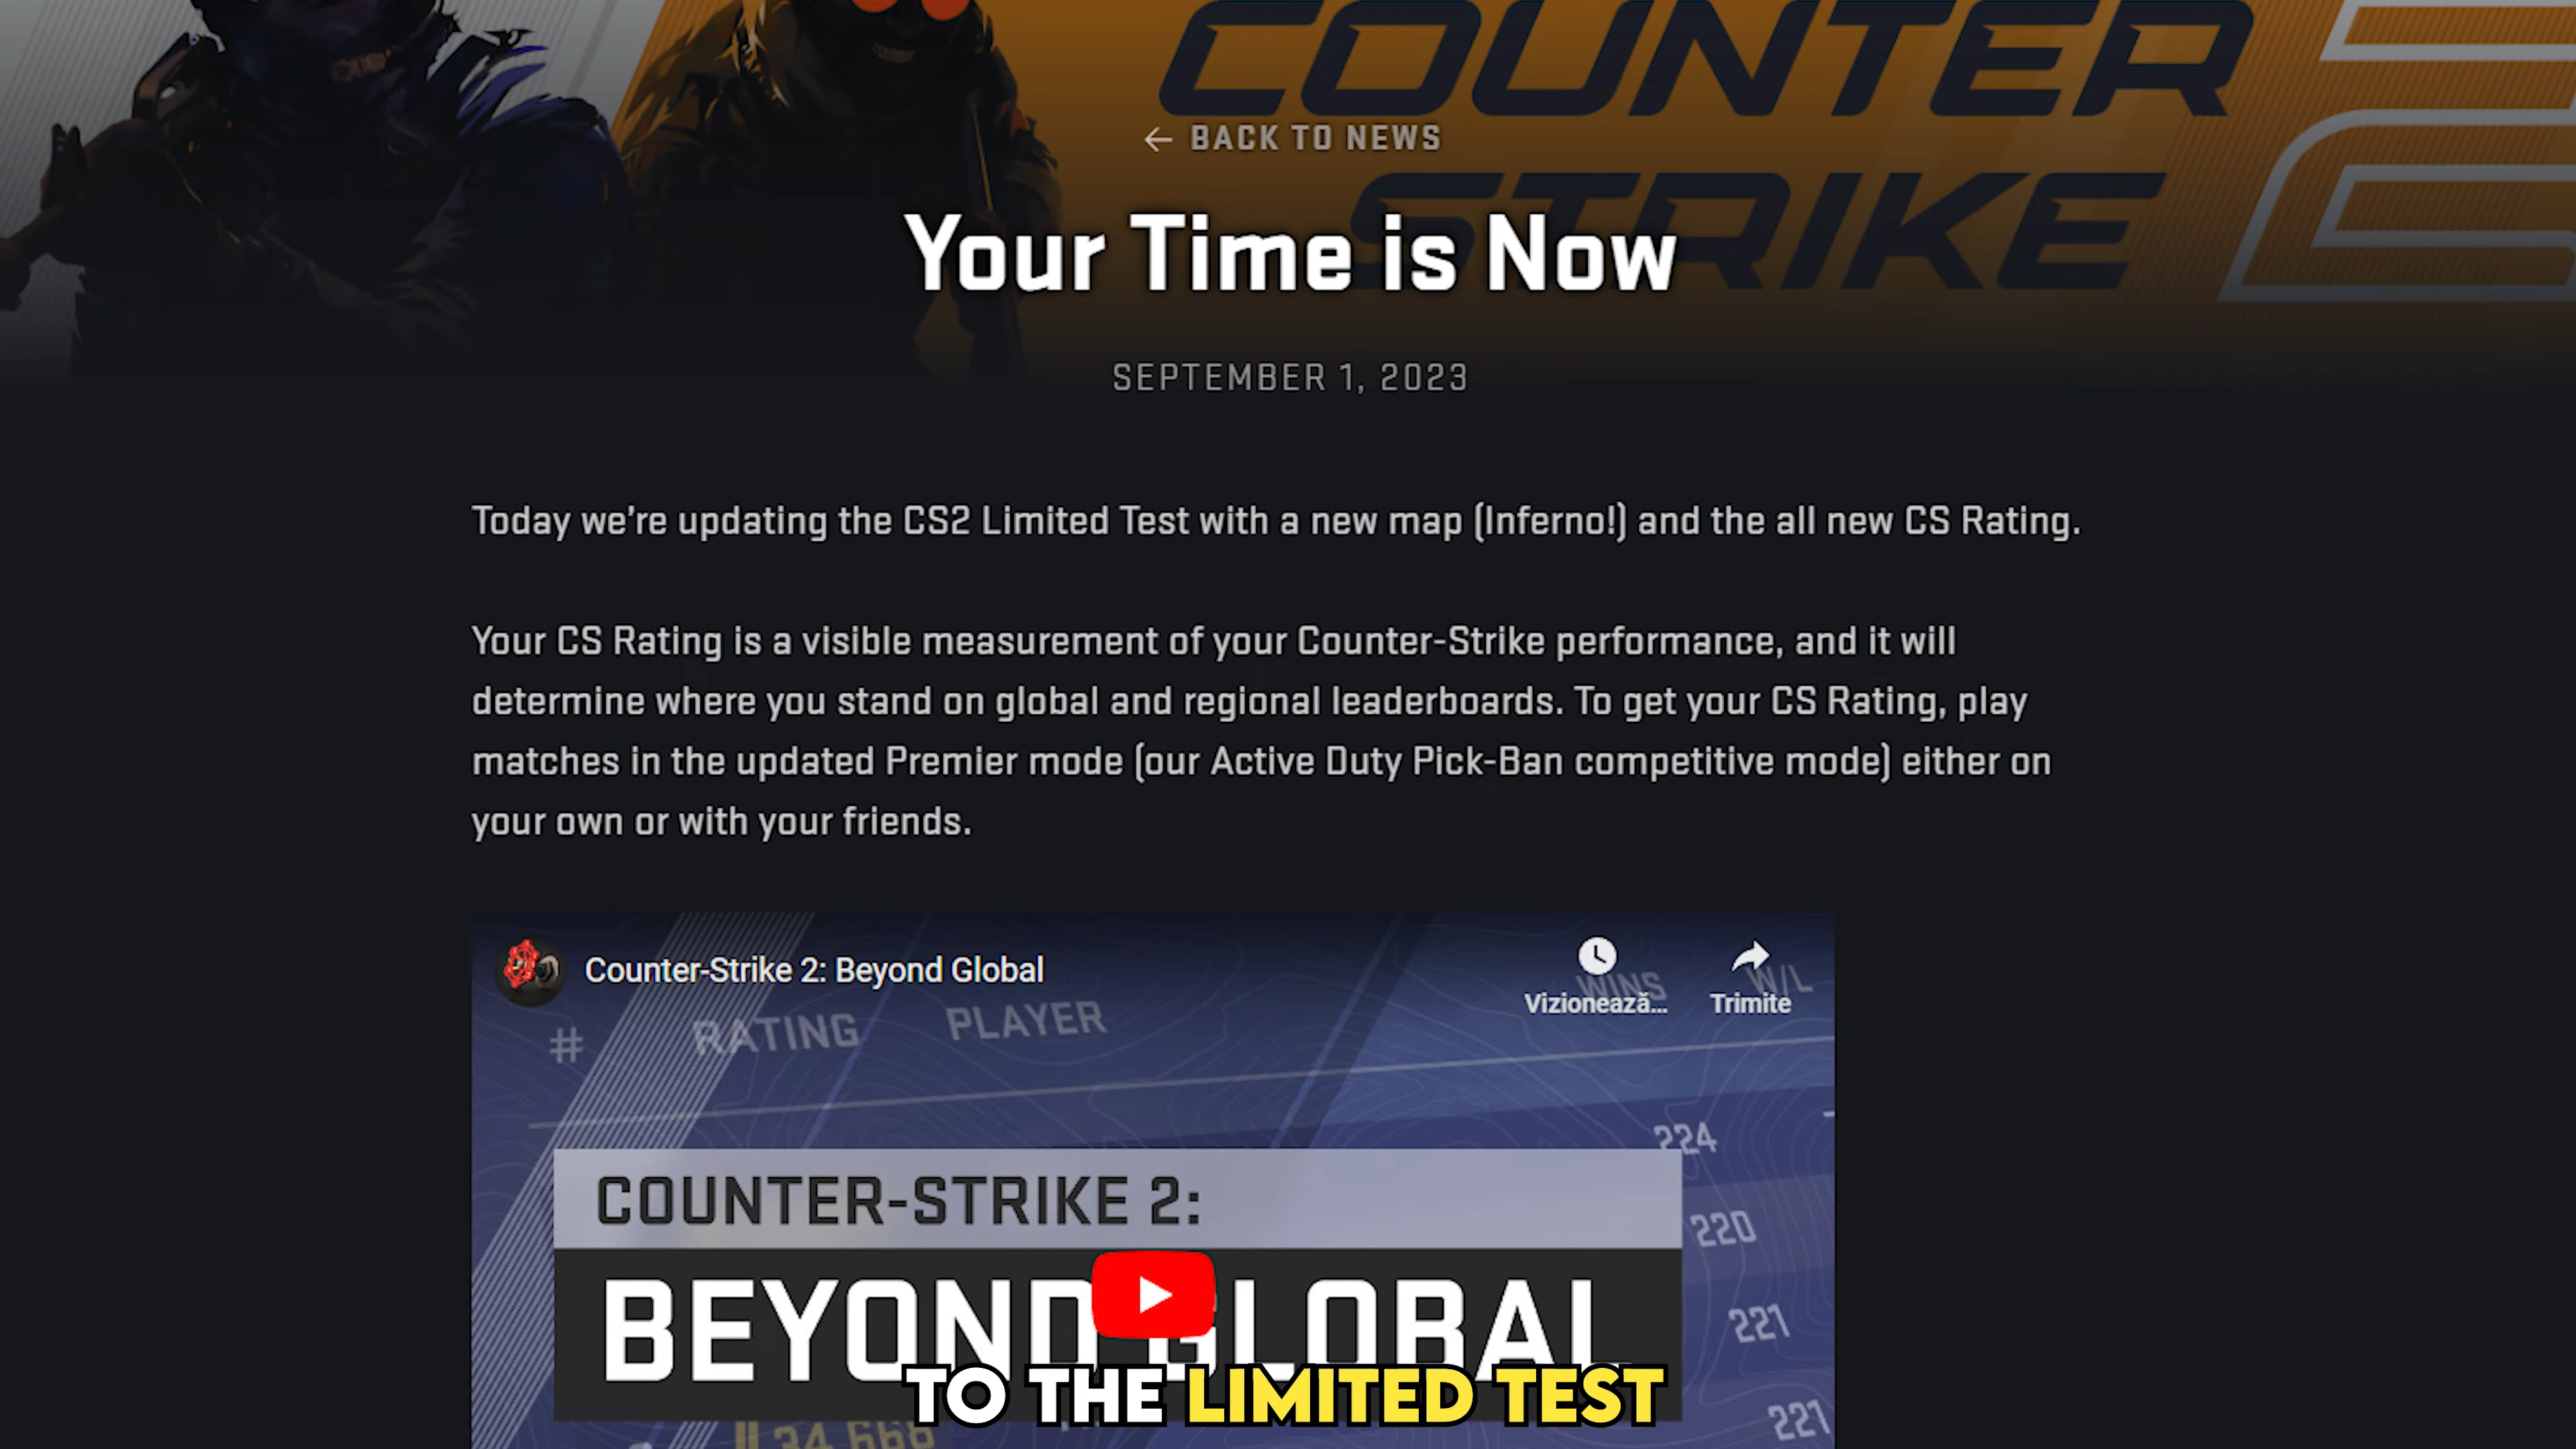 COUNTER
STRIKE
2
← BACK TO NEWS
Your Time is Now
SEPTEMBER 1, 2023
Today we're updating the CS2 Limited Test with a new map (Inferno!) and the all new CS Rating.
Your CS Rating is a visible measurement of your Counter-Strike performance, and it will
determine where you stand on global and regional leaderboards. To get your CS Rating, play
matches in the updated Premier mode (our Active Duty Pick-Ban competitive mode) either on
your own or with your friends.
Counter-Strike 2: Beyond Global
Vizionează... Trimite
WINS W/L
# RATING PLAYER
224
COUNTER-STRIKE 2:
220
BEYOND GLOBAL
221
TO THE LIMITED TEST
221
34,668